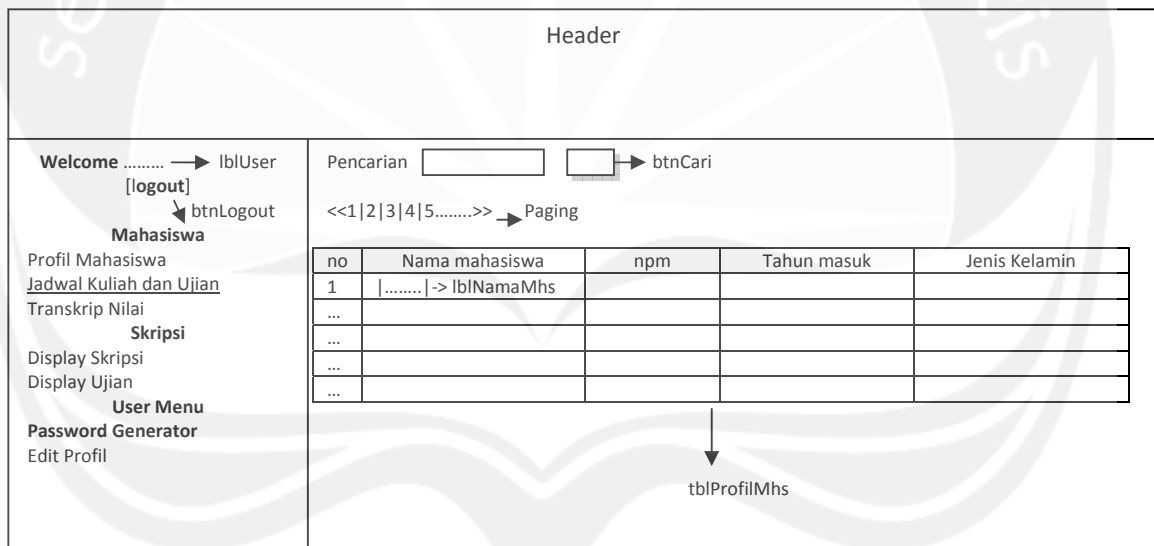 Header
Welcome ......... lblUser
[logout]
btnLogout
Mahasiswa
Profil Mahasiswa
Jadwal Kuliah dan Ujian
Transkrip Nilai
Skripsi
Display Skripsi
Display Ujian
User Menu
Password Generator
Edit Profil
Pencarian btnCari
<<1|2|3|4|5........>> Paging
no Nama mahasiswa npm Tahun masuk Jenis Kelamin
1 |........|-> lblNamaMhs
...
...
...
...
tblProfilMhs